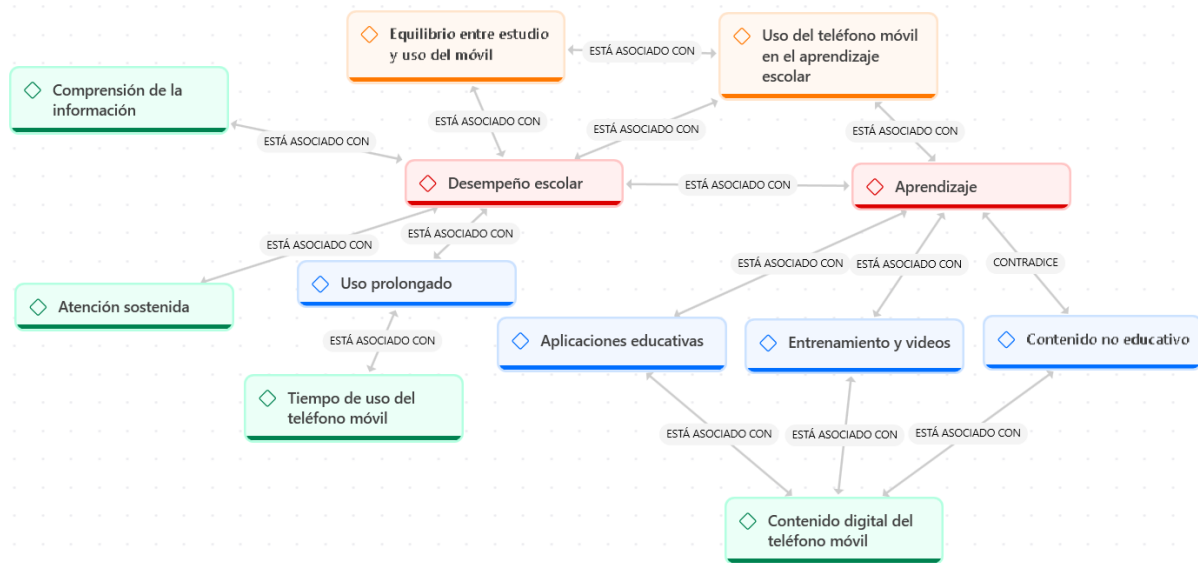 Equilibrio entre estudio
y uso del móvil
Uso del teléfono móvil
en el aprendizaje
escolar
ESTÁ ASOCIADO CON
Comprensión de la
información
ESTÁ ASOCIADO CON
ESTÁ ASOCIADO CON
ESTÁ ASOCIADO CON
ESTÁ ASOCIADO CON
Desempeño escolar
ESTÁ ASOCIADO CON
Aprendizaje
ESTÁ ASOCIADO CON
ESTÁ ASOCIADO CON
ESTÁ ASOCIADO CON
ESTÁ ASOCIADO CON
CONTRADICE
Uso prolongado
Atención sostenida
ESTÁ ASOCIADO CON
Aplicaciones educativas
Entrenamiento y videos
Contenido no educativo
Tiempo de uso del
teléfono móvil
ESTÁ ASOCIADO CON
ESTÁ ASOCIADO CON
ESTÁ ASOCIADO CON
Contenido digital del
teléfono móvil